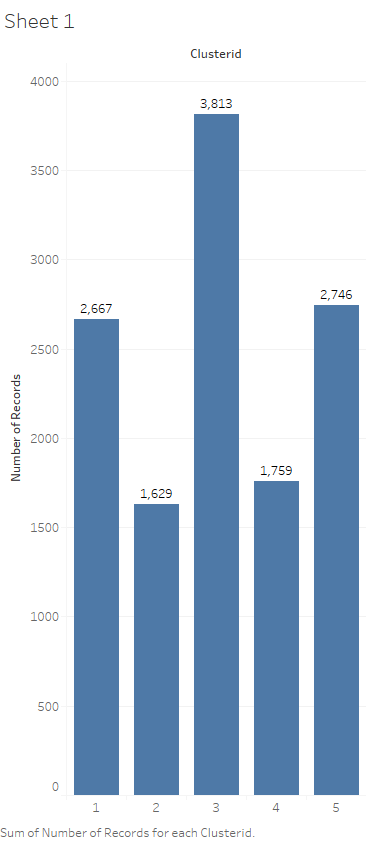 Sheet 1
Clusterid
4000
3,813
3500
3000
2,746
2,667
2500
Number of Records
2000
1,759
1,629
1500
1000
500
0
1 2 3 4 5
Sum of Number of Records for each Clusterid.